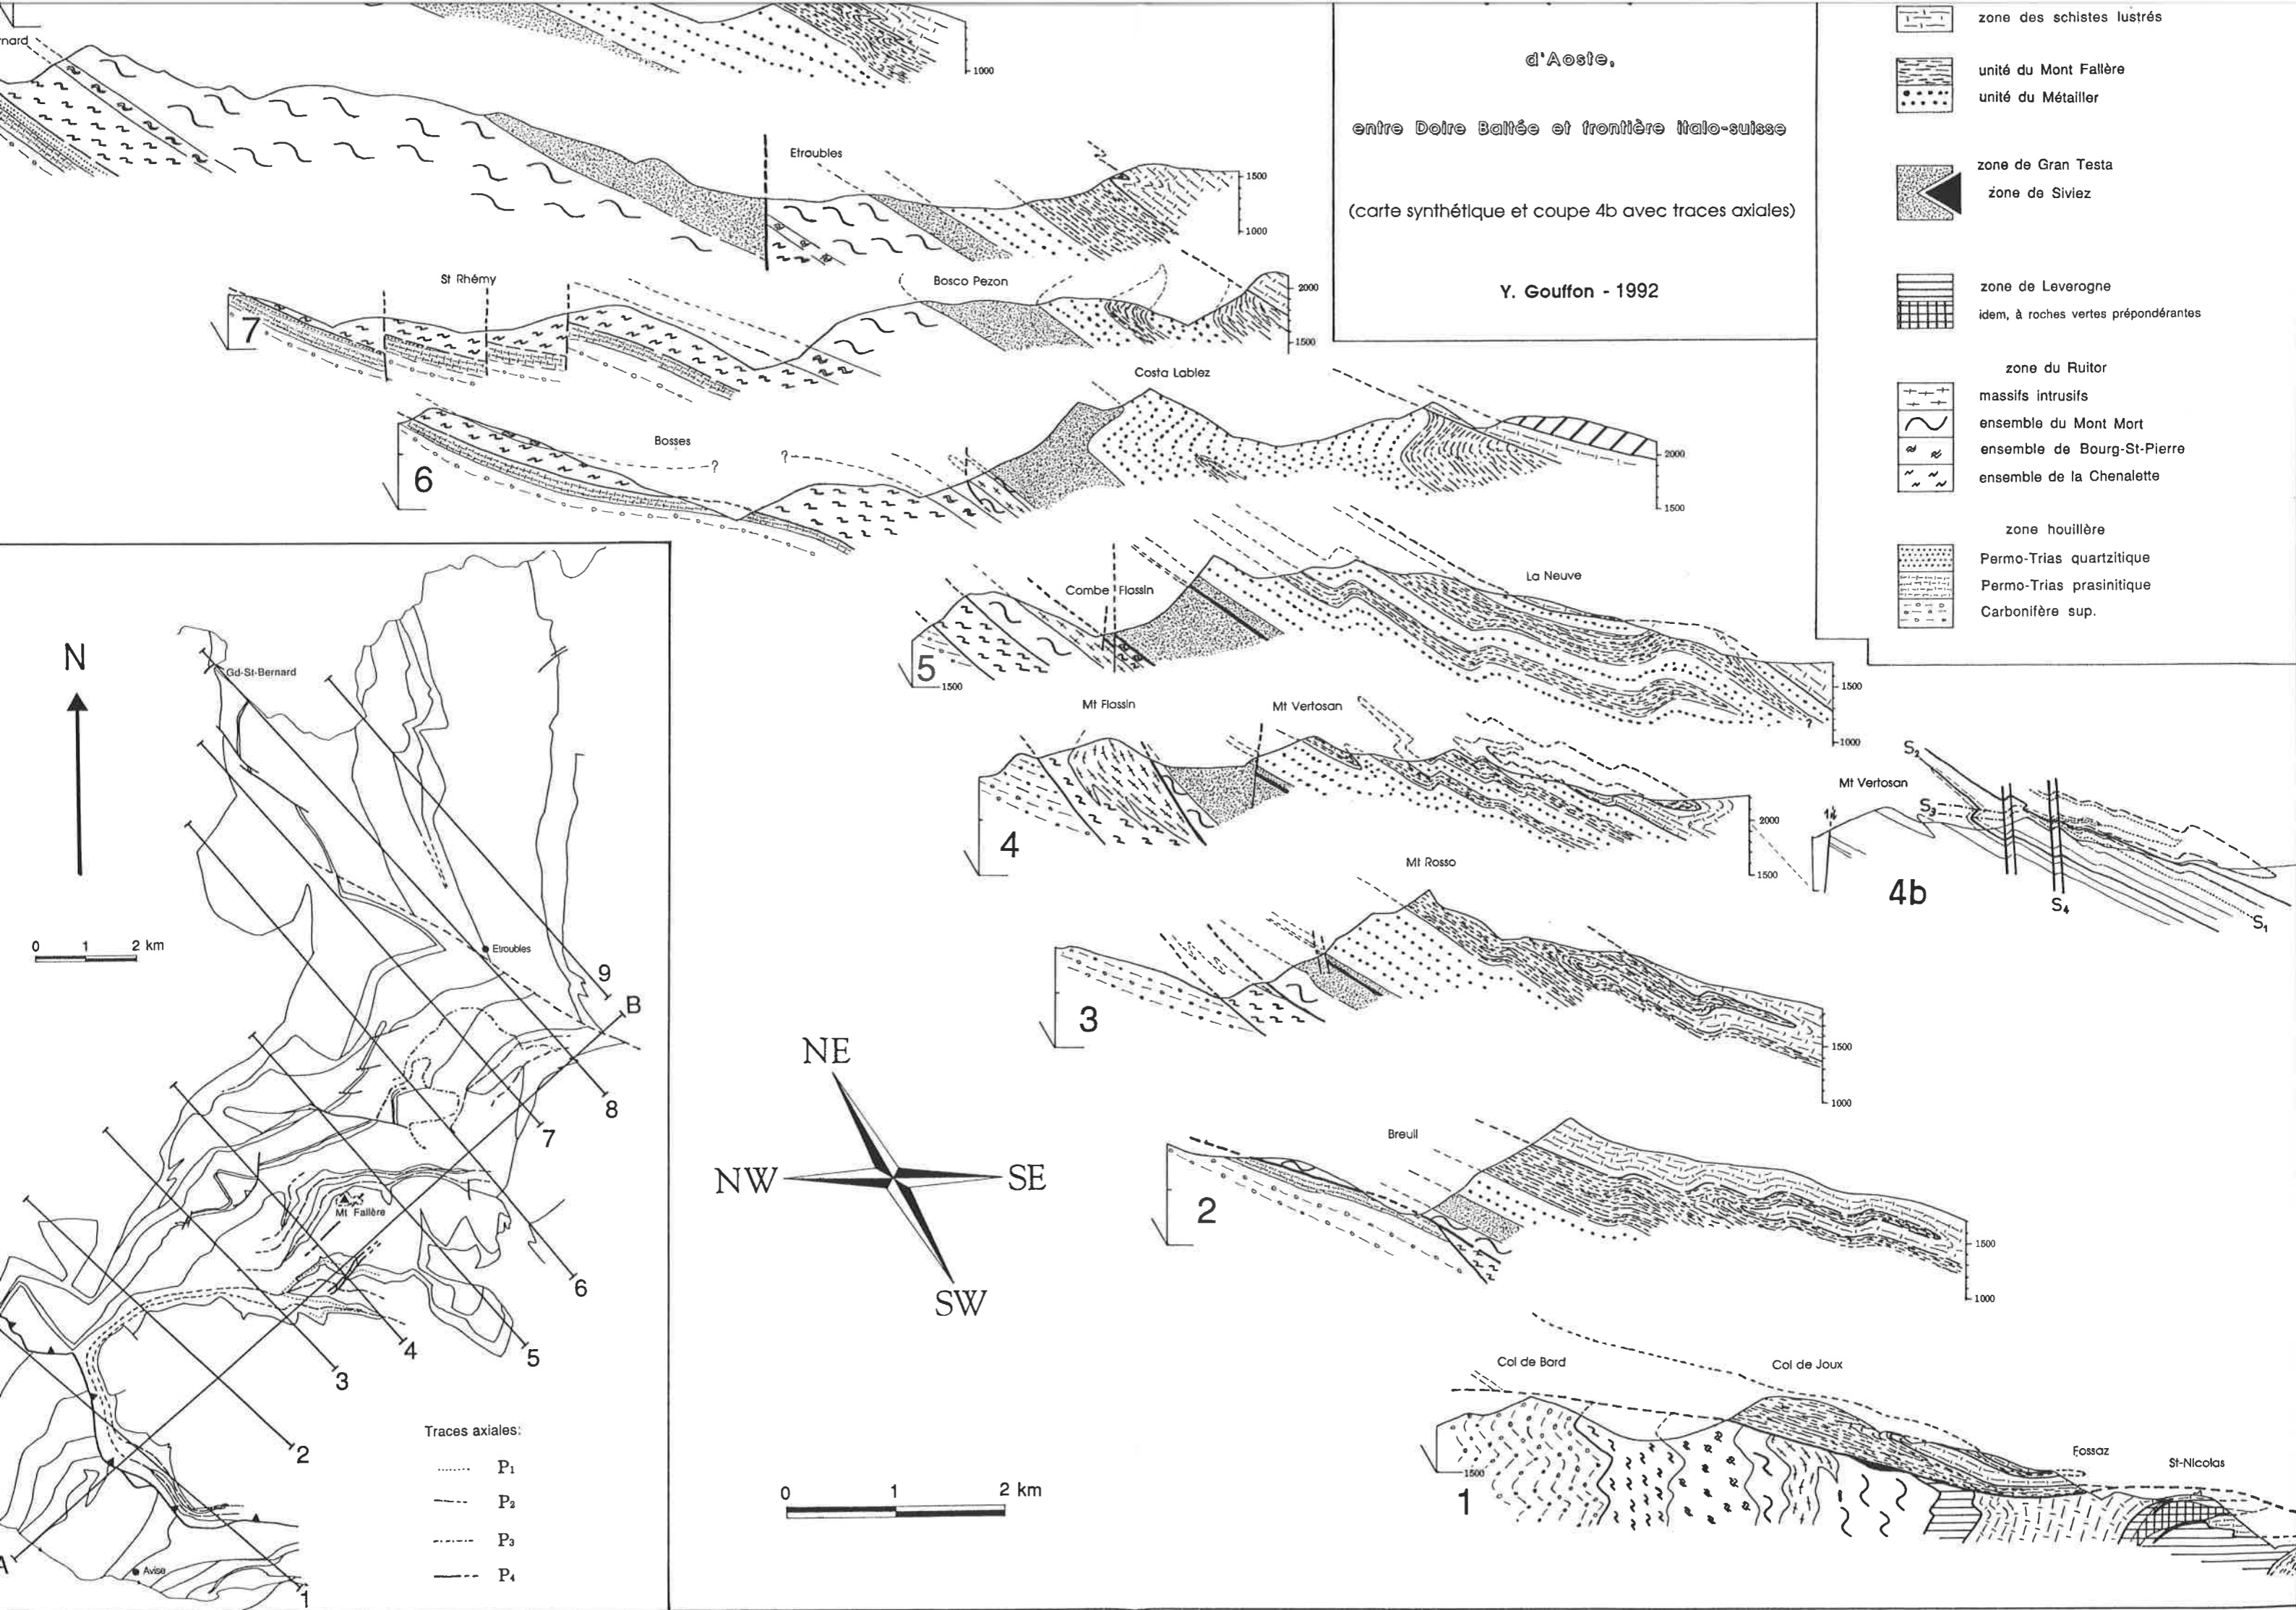 1000
d'Aoste,
entre Doire Baltée et frontière italo-suisse
(carte synthétique et coupe 4b avec traces axiales)
Y. Gouffon - 1992
zone des schistes lustrés
unité du Mont Fallère
unité du Métailler
zone de Gran Testa
zone de Siviez
zone de Leverogne
idem, à roches vertes prépondérantes
zone du Ruitor
massifs intrusifs
ensemble du Mont Mort
ensemble de Bourg-St-Pierre
ensemble de la Chenalette
zone houillère
Permo-Trias quartzitique
Permo-Trias prasinitique
Carbonifère sup.
nard
Etroubles
1500
1000
St Rhémy
Bosco Pezon
2000
1500
7
Costa Lablez
Bosses
?
?
2000
1500
6
Combe Flassin
La Neuve
?
5
1500
1500
1000
Mt Flassin
Mt Vertosan
2000
1500
4
Mt Vertosan
S2
S3
S4
S1
4b
Mt Rosso
3
1500
1000
Breuil
2
1500
1000
Col de Bard
Col de Joux
Fossaz
St-Nicolas
1500
1
N
0 1 2 km
Gd-St-Bernard
Etroubles
9
B
8
7
Mt Fallère
6
5
4
3
2
A
Avise
1
Traces axiales:
P1
P2
P3
P4
NE
NW
SE
SW
0 1 2 km